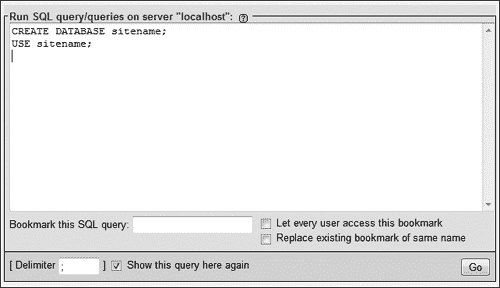 Run SQL query/queries on server "localhost":
CREATE DATABASE sitename;
USE sitename;
Bookmark this SQL query:
Let every user access this bookmark
Replace existing bookmark of same name
[ Delimiter ; ] Show this query here again
Go